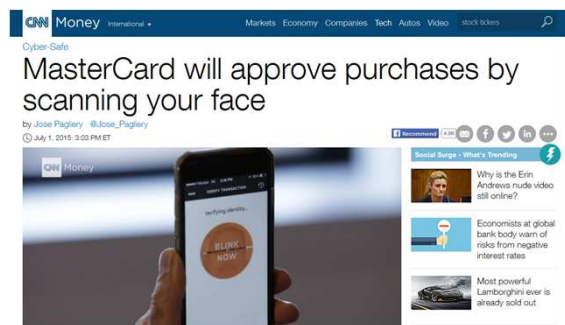 CNN Money International
Markets Economy Companies Tech Autos Video stock tickers
Cyber-Safe
MasterCard will approve purchases by
scanning your face
by Jose Pagliery @Jose_Pagliery
July 1, 2015: 3:03 PM ET
Recommend
Social Surge - What's Trending
CNN Money
VERIFY TRANSACTION
Verifying identity...
BLINK
NOW
Why is the Erin
Andrews nude video
still online?
Economists at global
bank body warn of
risks from negative
interest rates
Most powerful
Lamborghini ever is
already sold out